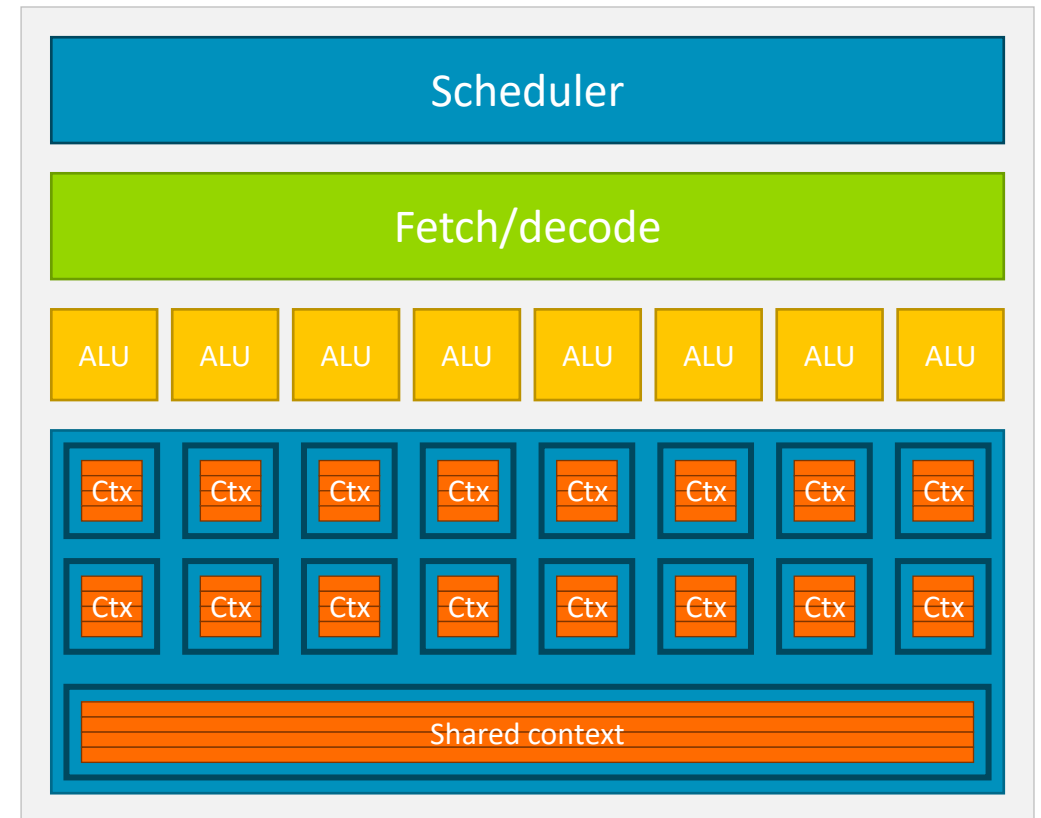 Scheduler
Fetch/decode
ALU ALU ALU ALU ALU ALU ALU ALU
Ctx Ctx Ctx Ctx Ctx Ctx Ctx Ctx
Ctx Ctx Ctx Ctx Ctx Ctx Ctx Ctx
Shared context